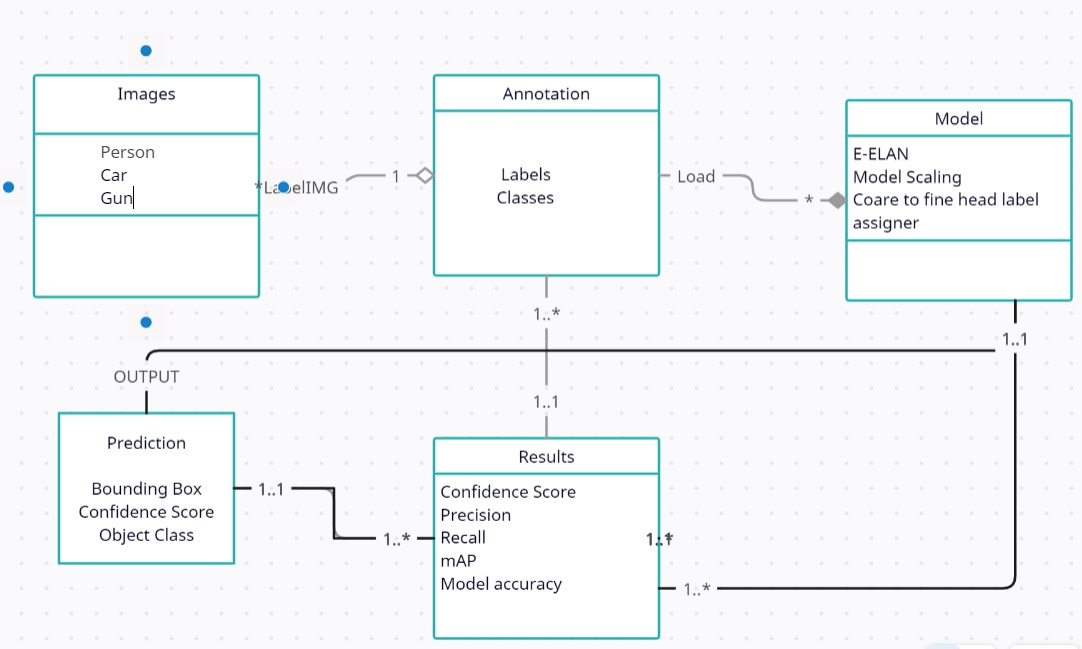 Images
Person
Car
Gun
*LabelIMG
1
Annotation
Labels
Classes
Load
*
Model
E-ELAN
Model Scaling
Coare to fine head label
assigner
1..*
1..1
1..1
OUTPUT
Prediction
Bounding Box
Confidence Score
Object Class
1..1
1..*
Results
Confidence Score
Precision
Recall
mAP
Model accuracy
1..*